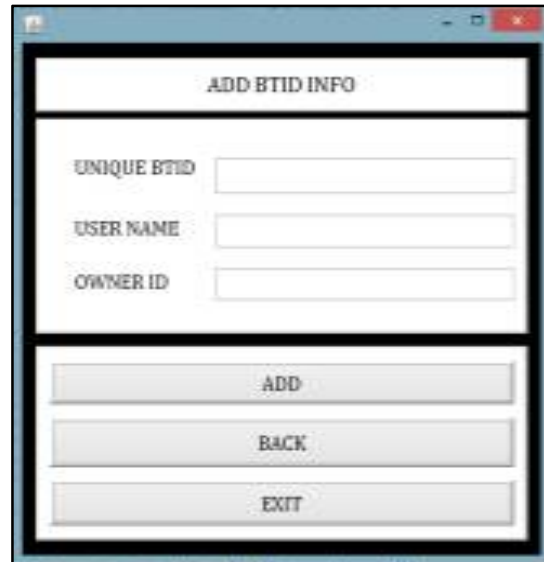 ADD BTID INFO
UNIQUE BTID
USER NAME
OWNER ID
ADD
BACK
EXIT